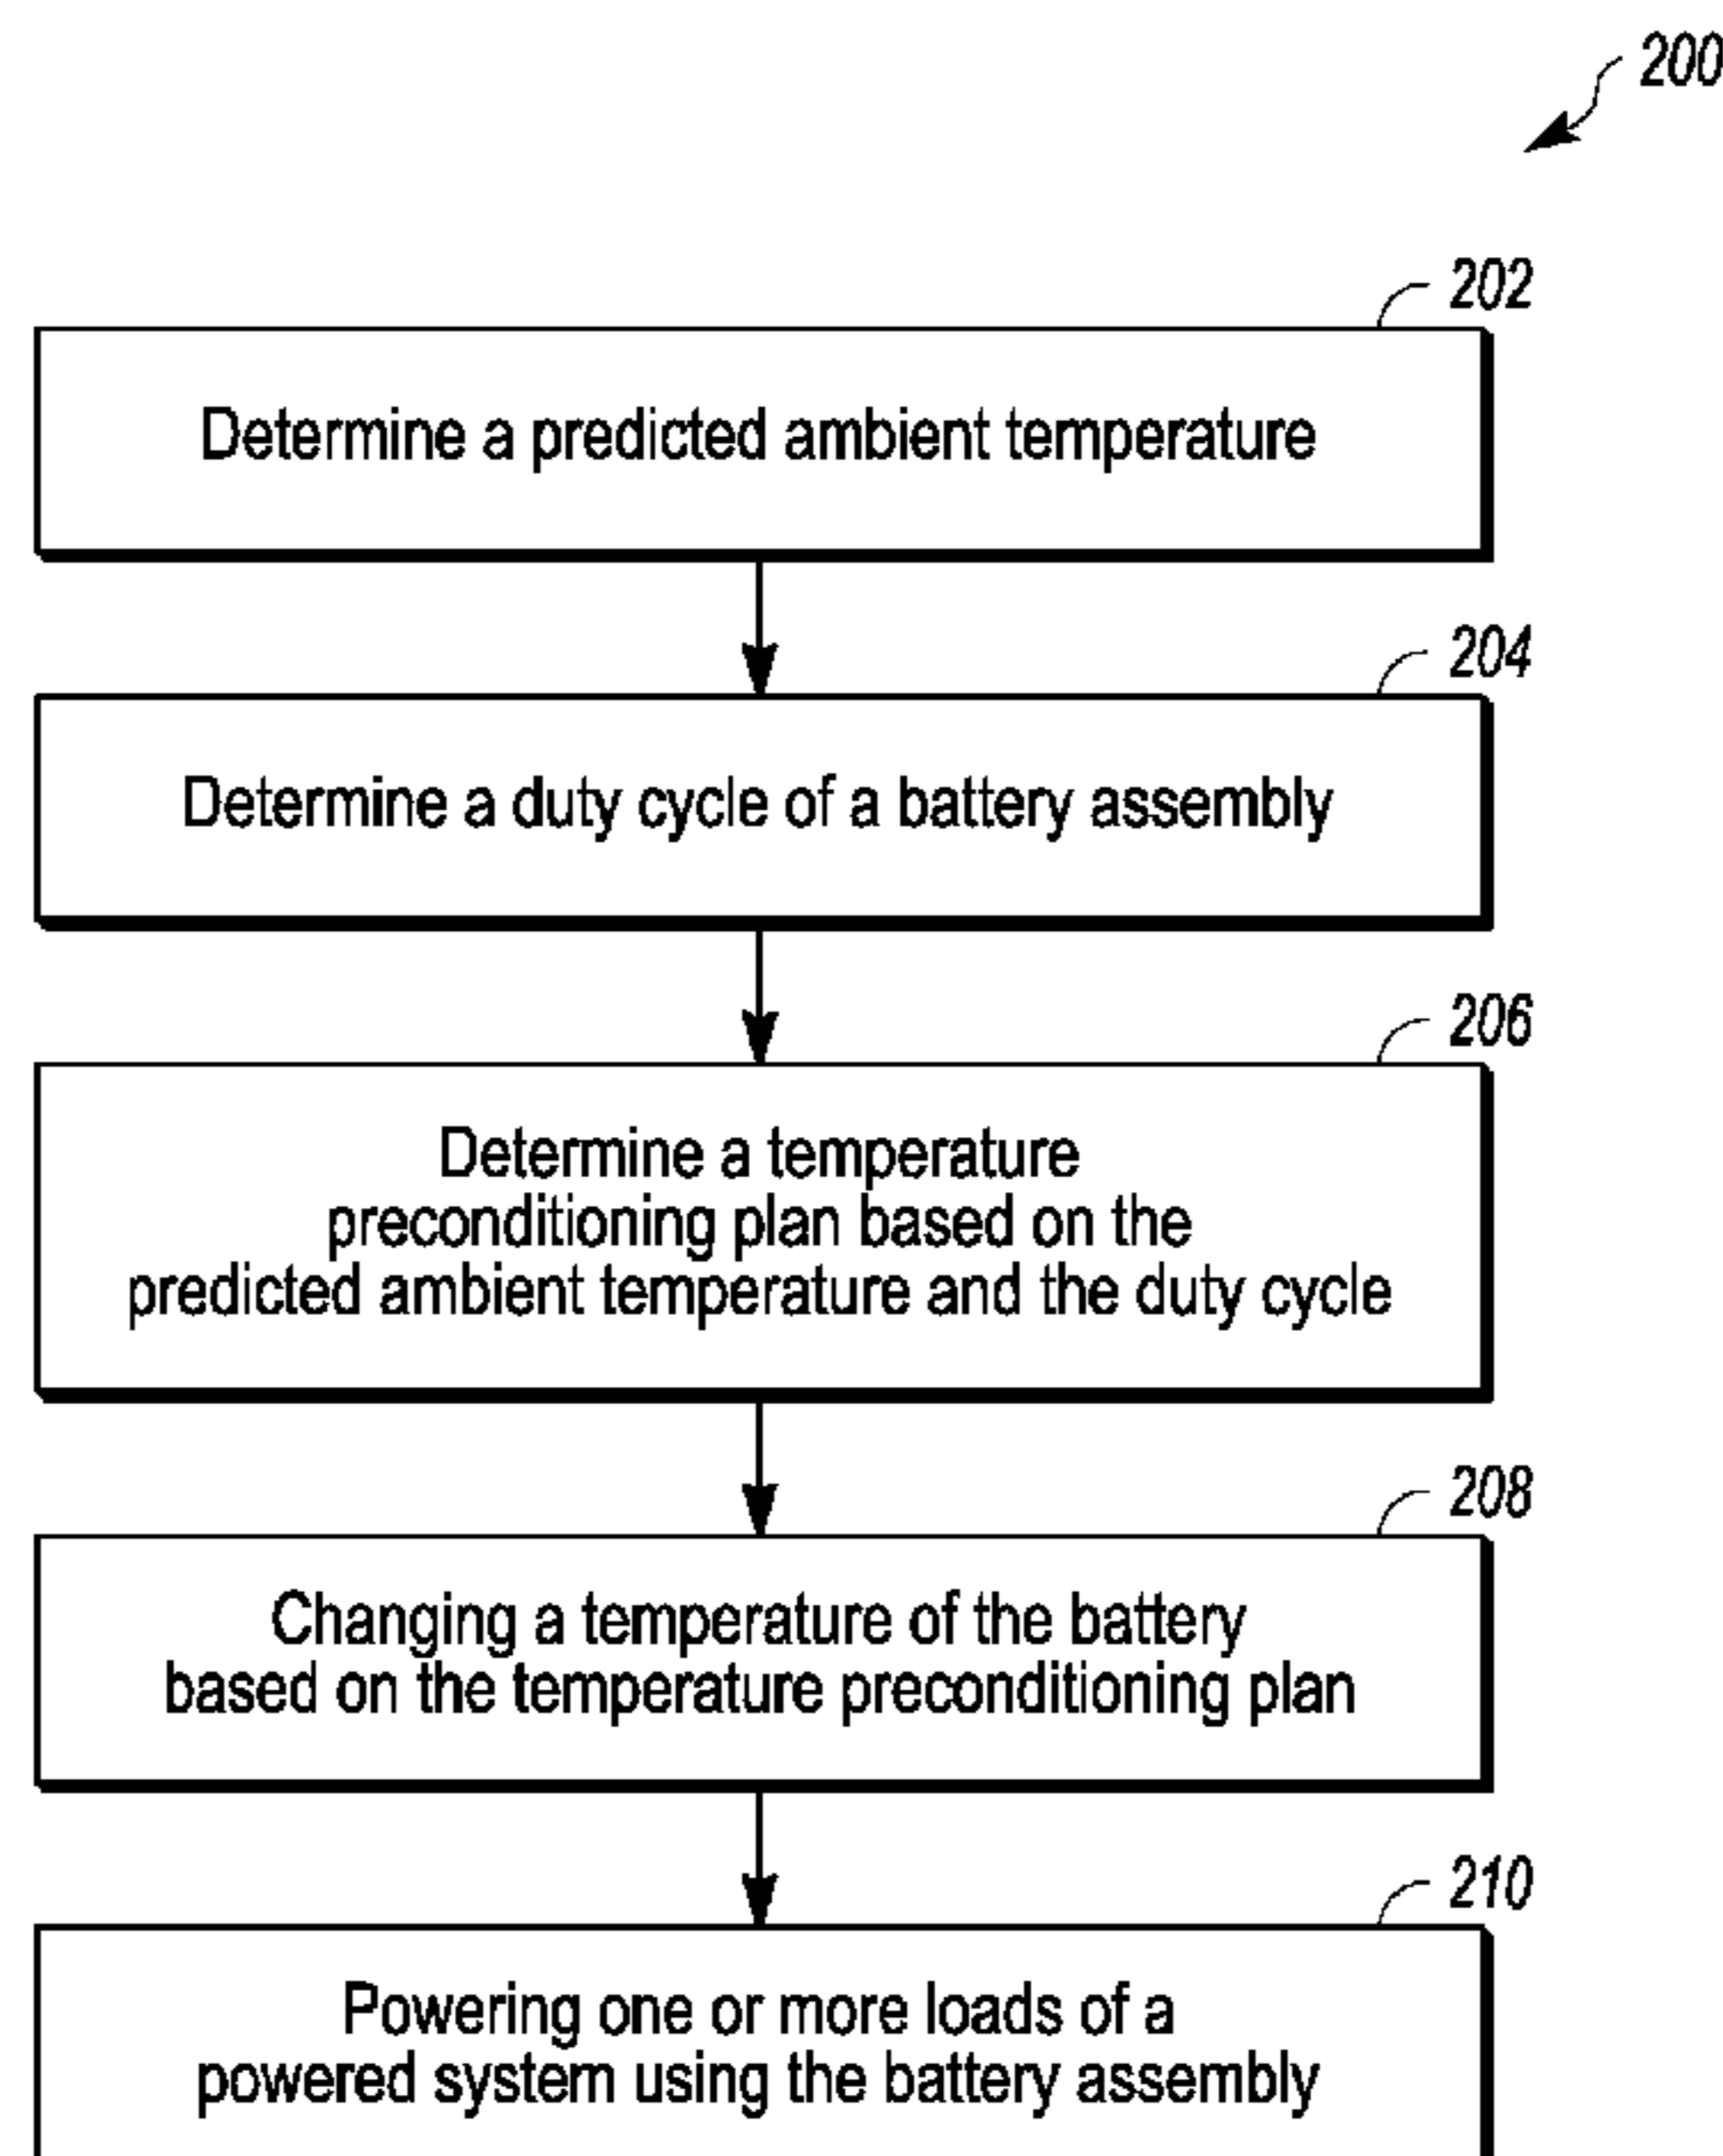 200
202
Determine a predicted ambient temperature
204
Determine a duty cycle of a battery assembly
206
Determine a temperature
preconditioning plan based on the
predicted ambient temperature and the duty cycle
208
Changing a temperature of the battery
based on the temperature preconditioning plan
210
Powering one or more loads of a
powered system using the battery assembly